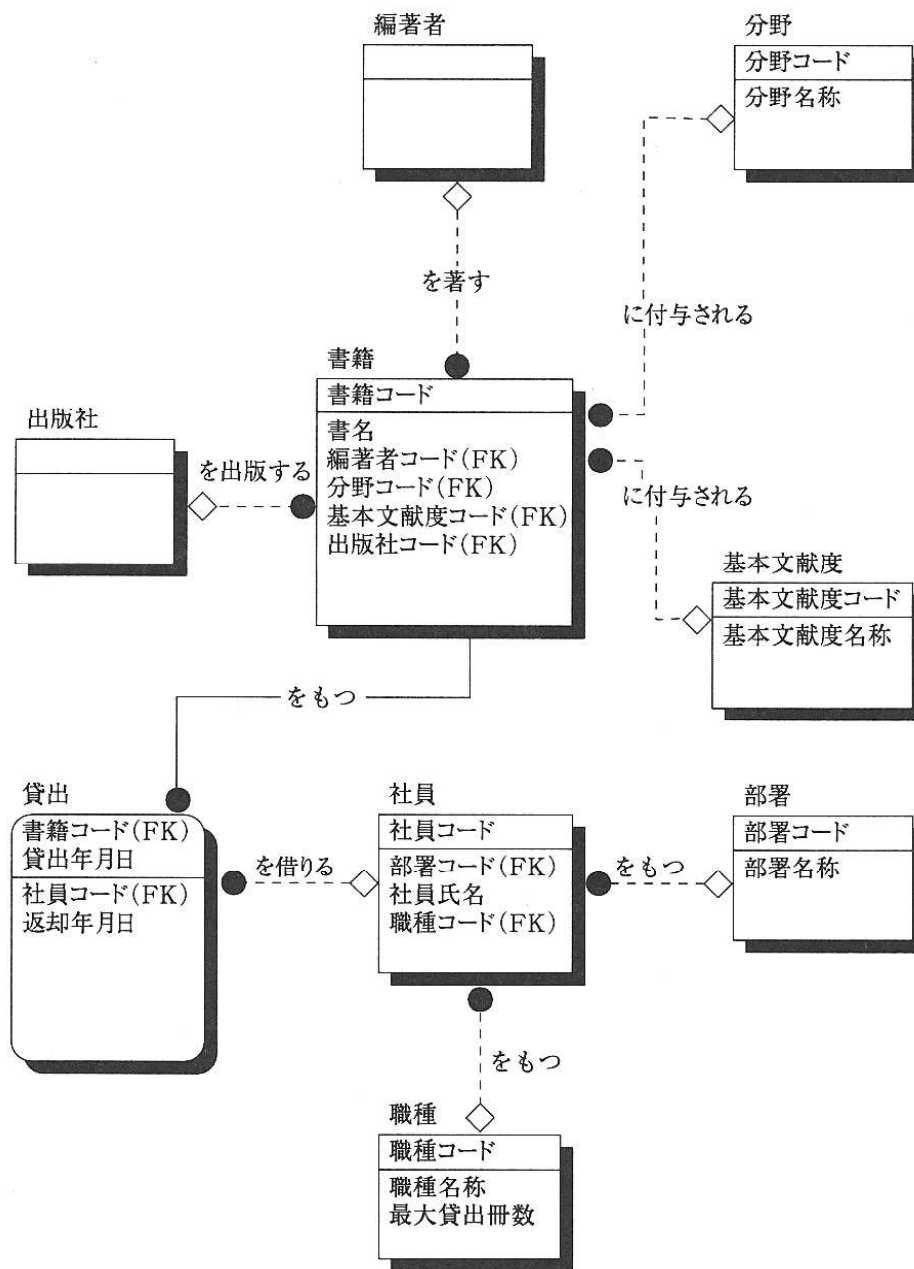 編著者
分野
分野コード
分野名称
を著す
に付与される
書籍
書籍コード
書名
編著者コード(FK)
分野コード(FK)
基本文献度コード(FK)
出版社コード(FK)
出版社
を出版する
に付与される
基本文献度
基本文献度コード
基本文献度名称
をもつ
貸出
書籍コード(FK)
貸出年月日
社員コード(FK)
返却年月日
を借りる
社員
社員コード
部署コード(FK)
社員氏名
職種コード(FK)
をもつ
部署
部署コード
部署名称
をもつ
職種
職種コード
職種名称
最大貸出冊数